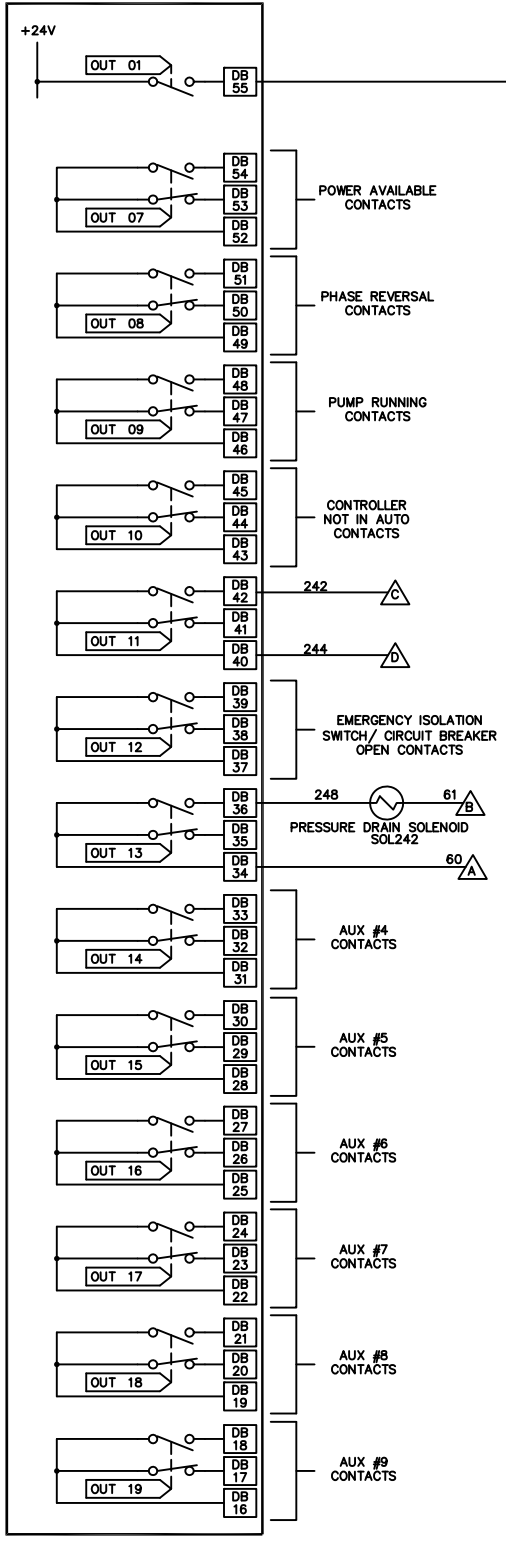 +24V
OUT 01
DB
55
DB
54
DB
53
OUT 07
DB
52
POWER AVAILABLE
CONTACTS
DB
51
DB
50
OUT 08
DB
49
PHASE REVERSAL
CONTACTS
DB
48
DB
47
OUT 09
DB
46
PUMP RUNNING
CONTACTS
DB
45
DB
44
OUT 10
DB
43
CONTROLLER
NOT IN AUTO
CONTACTS
DB
42
242
C
DB
41
OUT 11
DB
40
244
D
DB
39
DB
38
OUT 12
DB
37
EMERGENCY ISOLATION
SWITCH/ CIRCUIT BREAKER
OPEN CONTACTS
DB
36
248
61
B
PRESSURE DRAIN SOLENOID
SOL242
DB
35
OUT 13
DB
34
60
A
DB
33
DB
32
OUT 14
DB
31
AUX #4
CONTACTS
DB
30
DB
29
OUT 15
DB
28
AUX #5
CONTACTS
DB
27
DB
26
OUT 16
DB
25
AUX #6
CONTACTS
DB
24
DB
23
OUT 17
DB
22
AUX #7
CONTACTS
DB
21
DB
20
OUT 18
DB
19
AUX #8
CONTACTS
DB
18
DB
17
OUT 19
DB
16
AUX #9
CONTACTS